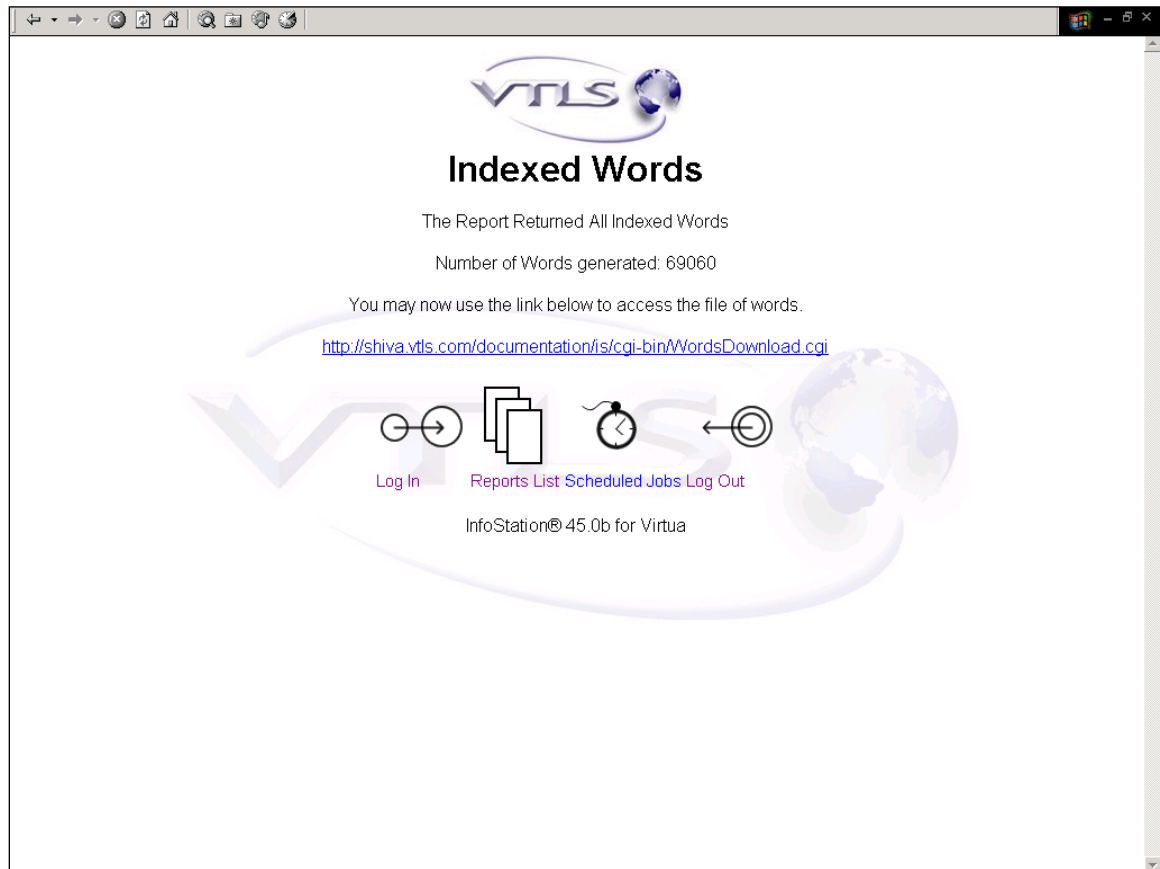 VTLS
Indexed Words
The Report Returned All Indexed Words
Number of Words generated: 69060
You may now use the link below to access the file of words.
http://shiva.vtls.com/documentation/is/cgi-bin/WordsDownload.cgi
VTLS
Log In Reports List Scheduled Jobs Log Out
InfoStation® 45.0b for Virtua